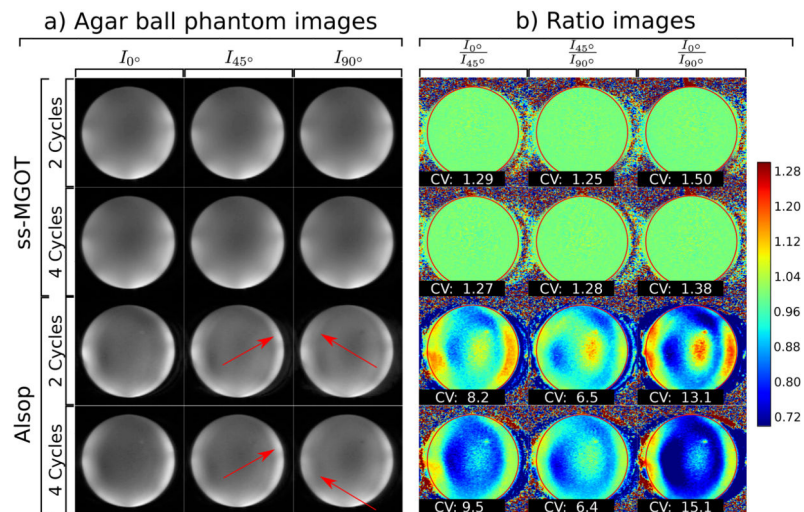 a) Agar ball phantom images
b) Ratio images
I0° I45° I90°
I0°/I45° I45°/I90° I0°/I90°
ss-MGOT
2 Cycles
CV: 1.29 CV: 1.25 CV: 1.50
4 Cycles
CV: 1.27 CV: 1.28 CV: 1.38
Alsop
2 Cycles
CV: 8.2 CV: 6.5 CV: 13.1
4 Cycles
CV: 9.5 CV: 6.4 CV: 15.1
1.28
1.20
1.12
1.04
0.96
0.88
0.80
0.72